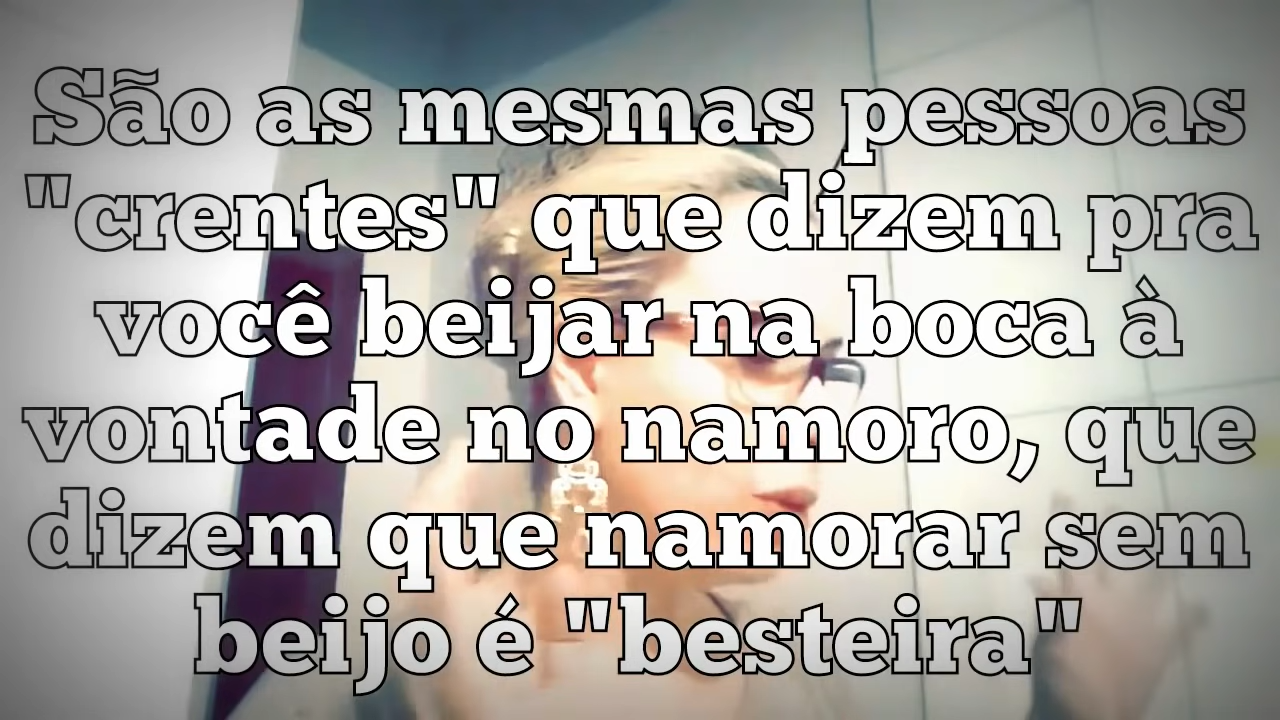 São as mesmas pessoas
"crentes" que dizem pra
você beijar na boca à
vontade no namoro, que
dizem que namorar sem
beijo é "besteira"